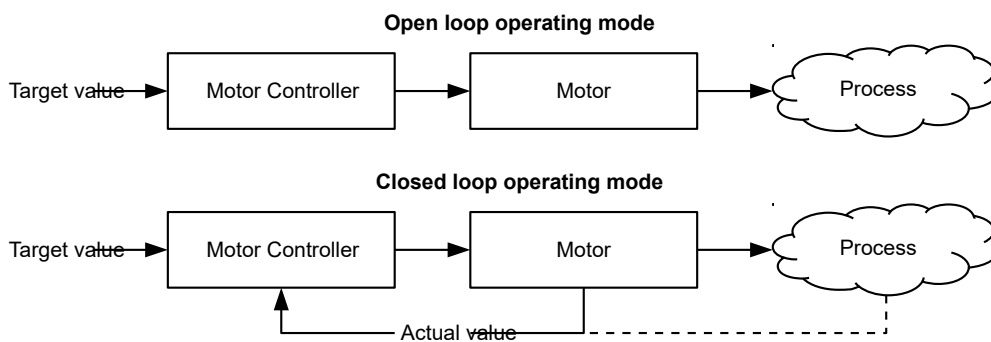 Open loop operating mode
Target value
Motor Controller
Motor
Process
Closed loop operating mode
Target value
Motor Controller
Motor
Process
Actual value